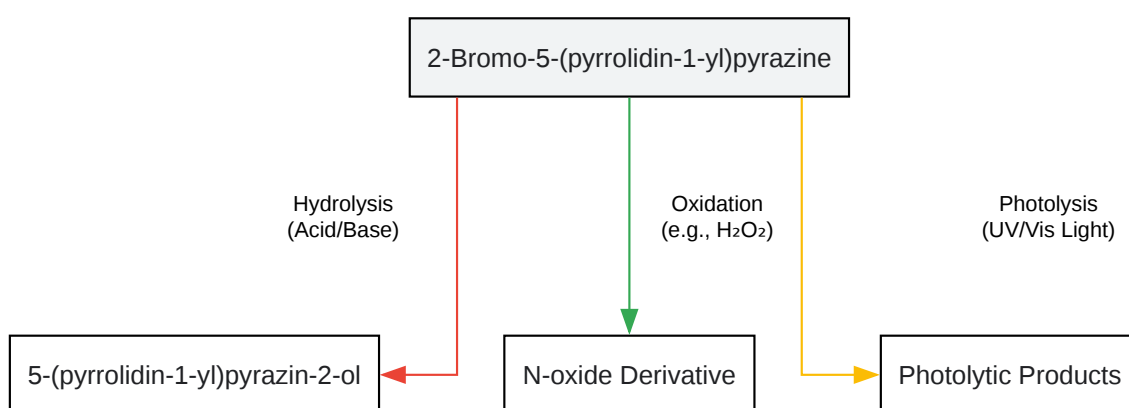 2-Bromo-5-(pyrrolidin-1-yl)pyrazine
Hydrolysis
(Acid/Base)
Oxidation
(e.g., H₂O₂)
Photolysis
(UV/Vis Light)
5-(pyrrolidin-1-yl)pyrazin-2-ol
N-oxide Derivative
Photolytic Products